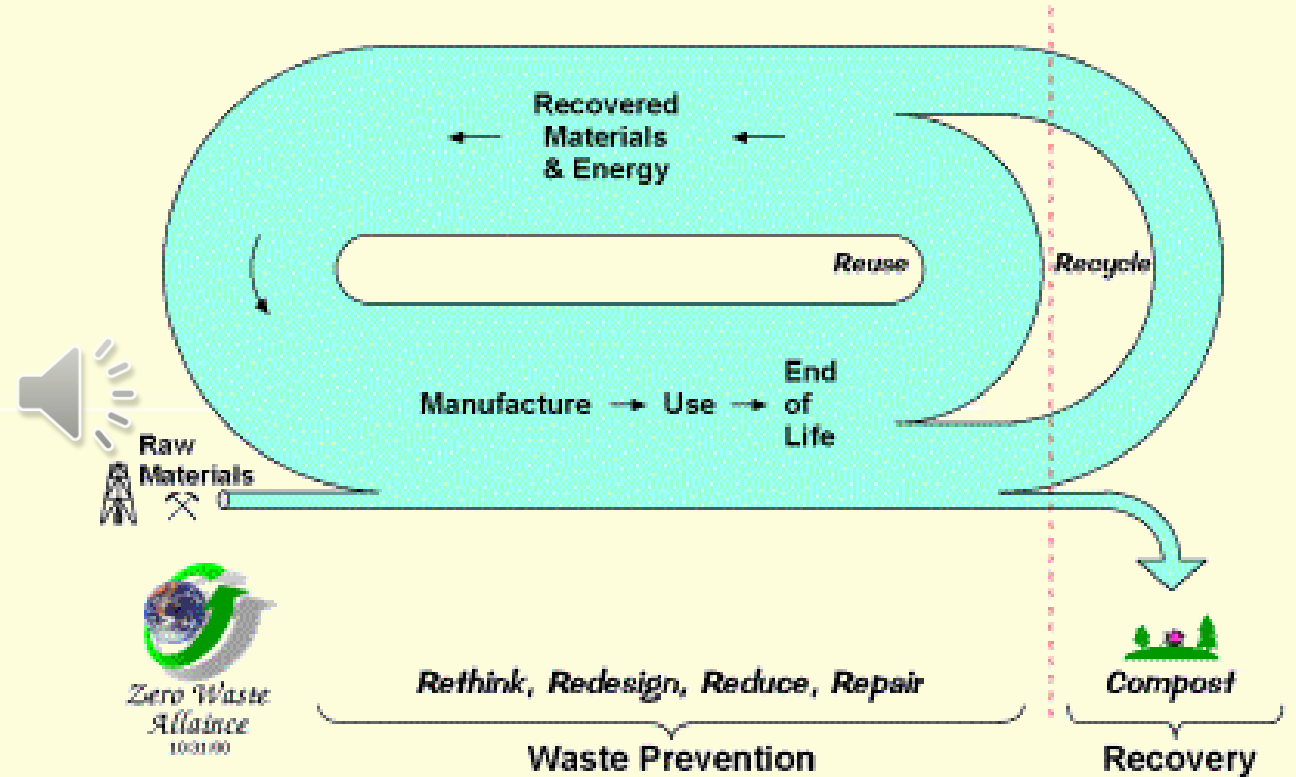 Recovered
Materials
& Energy
Reuse
Recycle
Manufacture
Use
End
of
Life
Raw
Materials
Zero Waste
Allaince
10/31/00
Rethink, Redesign, Reduce, Repair
Compost
Waste Prevention
Recovery